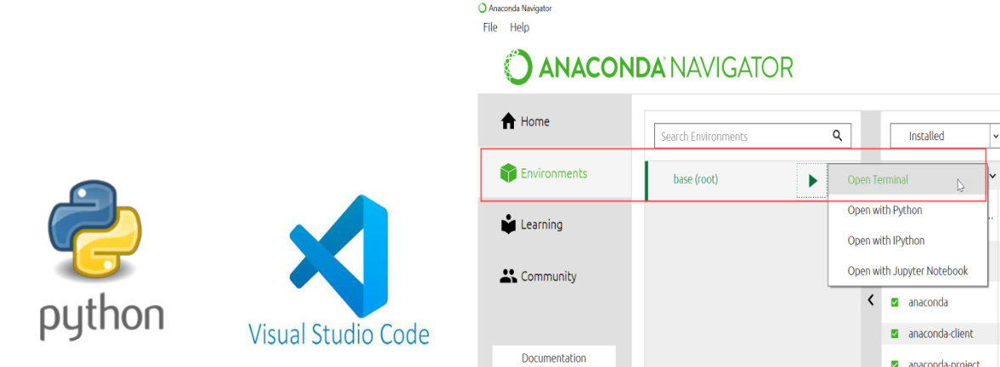 python
Visual Studio Code
Anaconda Navigator
File Help
ANACONDA NAVIGATOR
Home
Environments
Learning
Community
Documentation
Search Environments
base (root)
Installed
Open Terminal
Open with Python
Open with IPython
Open with Jupyter Notebook
anaconda
anaconda-client
anaconda-project